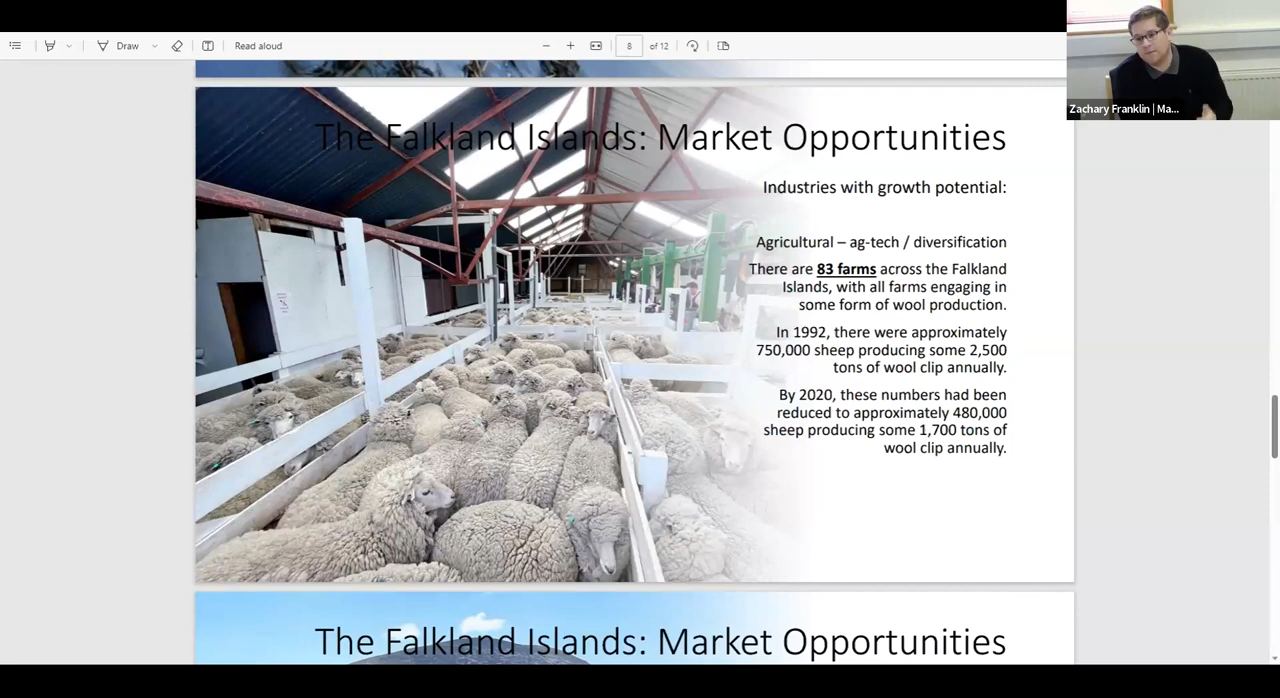 Draw
Read aloud
8
of 12
Zachary Franklin | Ma...
The Falkland Islands: Market Opportunities
Industries with growth potential:
Agricultural – ag-tech / diversification
There are 83 farms across the Falkland
Islands, with all farms engaging in
some form of wool production.
In 1992, there were approximately
750,000 sheep producing some 2,500
tons of wool clip annually.
By 2020, these numbers had been
reduced to approximately 480,000
sheep producing some 1,700 tons of
wool clip annually.
The Falkland Islands: Market Opportunities